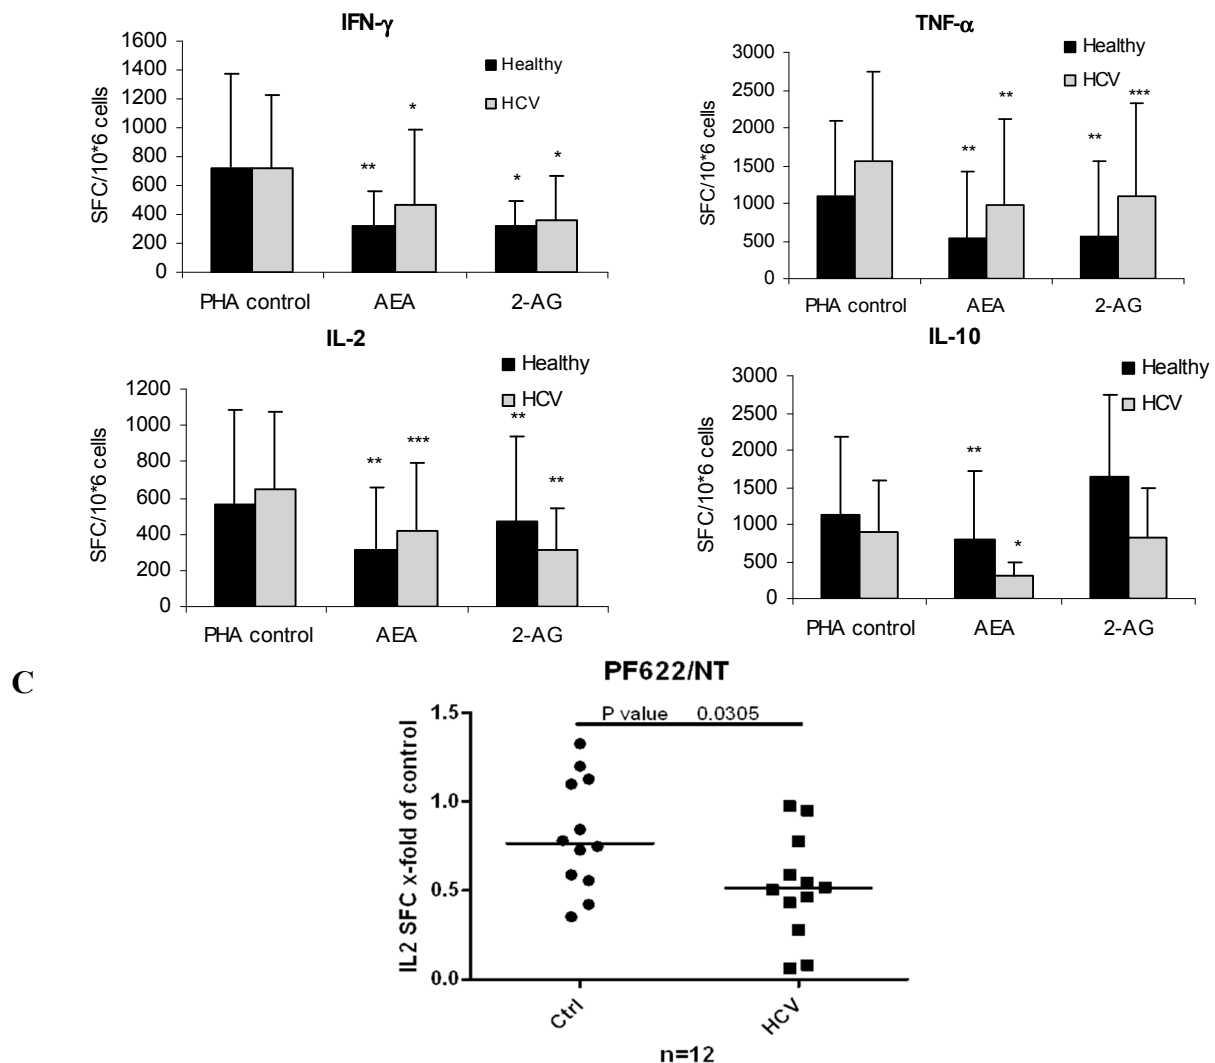 IFN-γ
1600
1400
1200
1000
800
600
400
200
0
SFC/10*6 cells
Healthy
HCV
**
*
*
*
PHA control
AEA
2-AG
TNF-α
3000
2500
2000
1500
1000
500
0
SFC/10*6 cells
Healthy
HCV
**
**
**
***
PHA control
AEA
2-AG
IL-2
1200
1000
800
600
400
200
0
SFC/10*6 cells
Healthy
HCV
**
***
**
**
PHA control
AEA
2-AG
IL-10
3000
2500
2000
1500
1000
500
0
SFC/10*6 cells
Healthy
HCV
**
*
PHA control
AEA
2-AG
C
PF622/NT
P value 0.0305
1.5
1.0
0.5
0.0
IL2 SFC x-fold of control
Ctrl
HCV
n=12